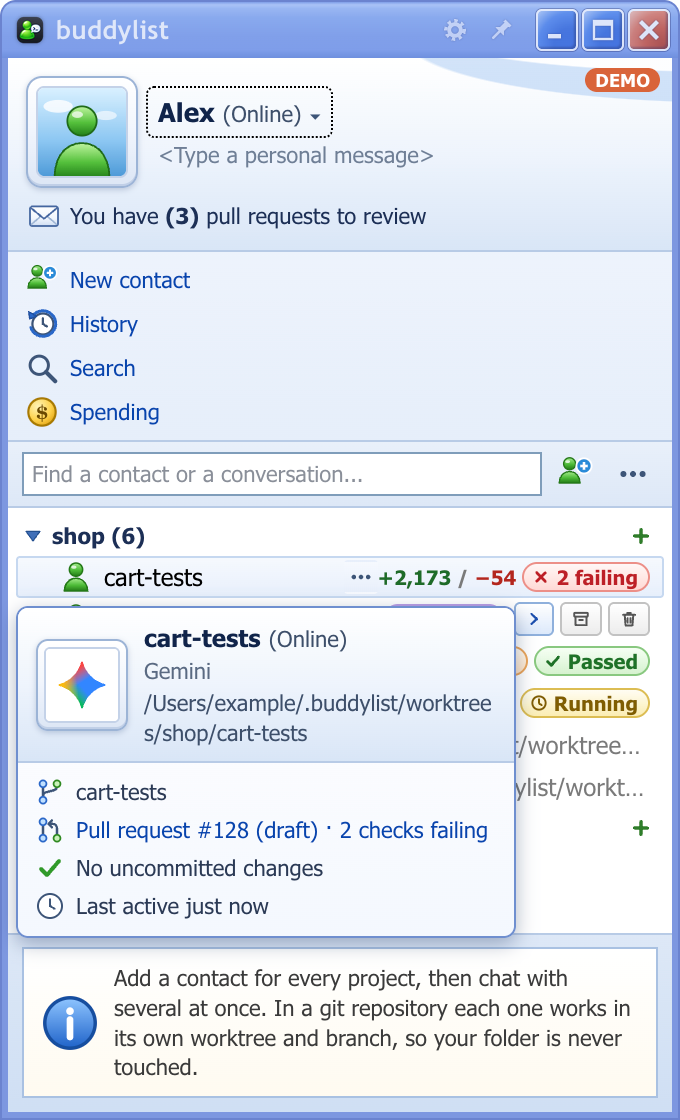 buddylist
DEMO
Alex (Online)
<Type a personal message>
You have (3) pull requests to review
New contact
History
Search
Spending
Find a contact or a conversation...
shop (6)
cart-tests ••• +2,173 / −54 2 failing
Passed
Running
/worktree...
ylist/workt...
cart-tests (Online)
Gemini
/Users/example/.buddylist/worktree
s/shop/cart-tests
cart-tests
Pull request #128 (draft) · 2 checks failing
No uncommitted changes
Last active just now
Add a contact for every project, then chat with
several at once. In a git repository each one works in
its own worktree and branch, so your folder is never
touched.